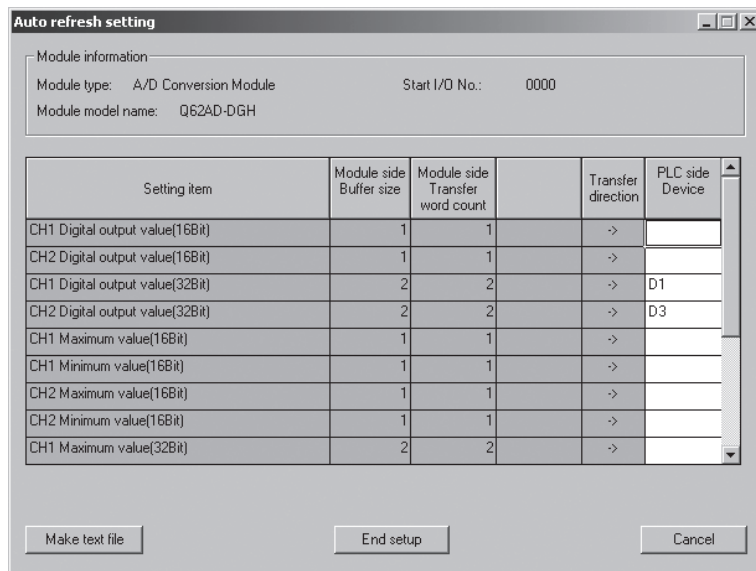 Auto refresh setting
Module information
Module type: A/D Conversion Module Start I/O No.: 0000
Module model name: Q62AD-DGH
Setting item Module side Buffer size Module side Transfer word count Transfer direction PLC side Device
CH1 Digital output value(16Bit) 1 1 ->
CH2 Digital output value(16Bit) 1 1 ->
CH1 Digital output value(32Bit) 2 2 -> D1
CH2 Digital output value(32Bit) 2 2 -> D3
CH1 Maximum value(16Bit) 1 1 ->
CH1 Minimum value(16Bit) 1 1 ->
CH2 Maximum value(16Bit) 1 1 ->
CH2 Minimum value(16Bit) 1 1 ->
CH1 Maximum value(32Bit) 2 2 ->
Make text file End setup Cancel